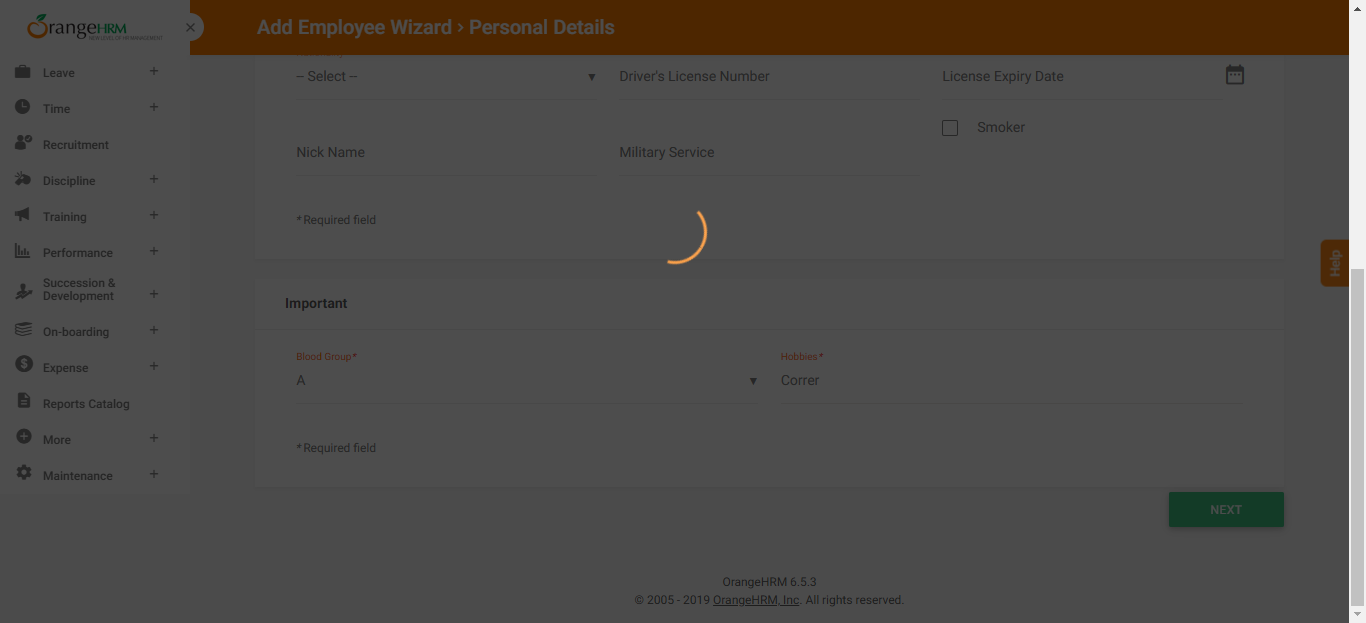 OrangeHRM
Add Employee Wizard › Personal Details
Leave
Time
Recruitment
Discipline
Training
Performance
Succession &
Development
On-boarding
Expense
Reports Catalog
More
Maintenance
-- Select --
Driver's License Number
License Expiry Date
Smoker
Nick Name
Military Service
* Required field
Help
Important
Blood Group*
Hobbies*
A
Correr
* Required field
NEXT
OrangeHRM 6.5.3
© 2005 - 2019 OrangeHRM, Inc. All rights reserved.